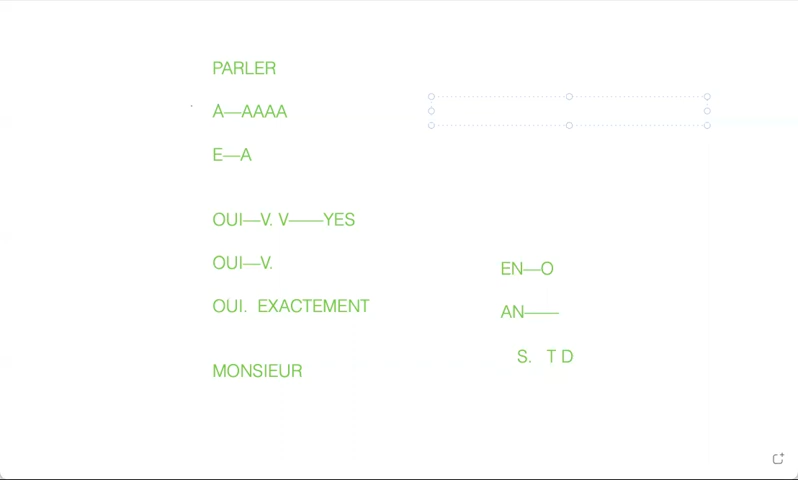 PARLER
A—AAAA
E—A
OUI—V. V——YES
OUI—V.
OUI. EXACTEMENT
MONSIEUR
EN—O
AN——
S. T D